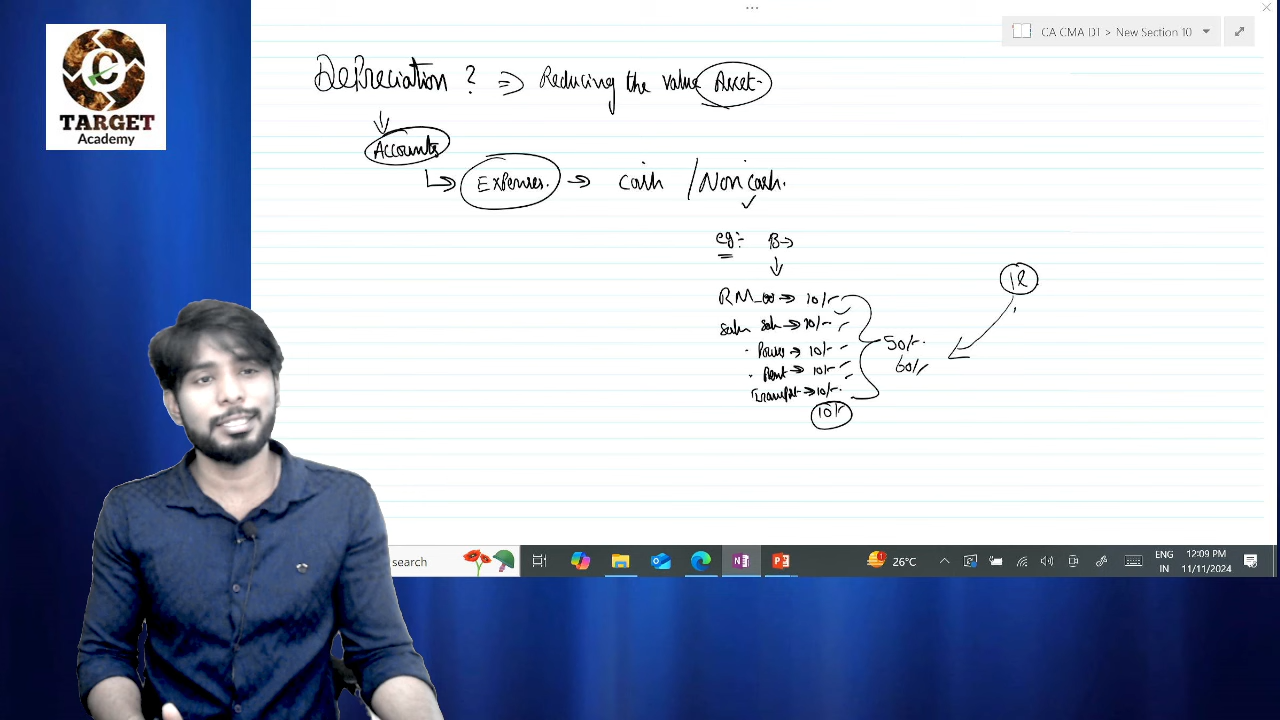 CA CMA D1 > New Section 10
TARGET
Academy
Depreciation ? ⇒ Reducing the value Asset.
Accounts
↳ Expenses. → cash / Non cash.
eg:- B→
RM → 10/-
→ 10/-
Power → 10/-
Rent → 10/-
Transport → 10/-
10/-
50/-
60/-
search
26°C
ENG
IN
12:09 PM
11/11/2024